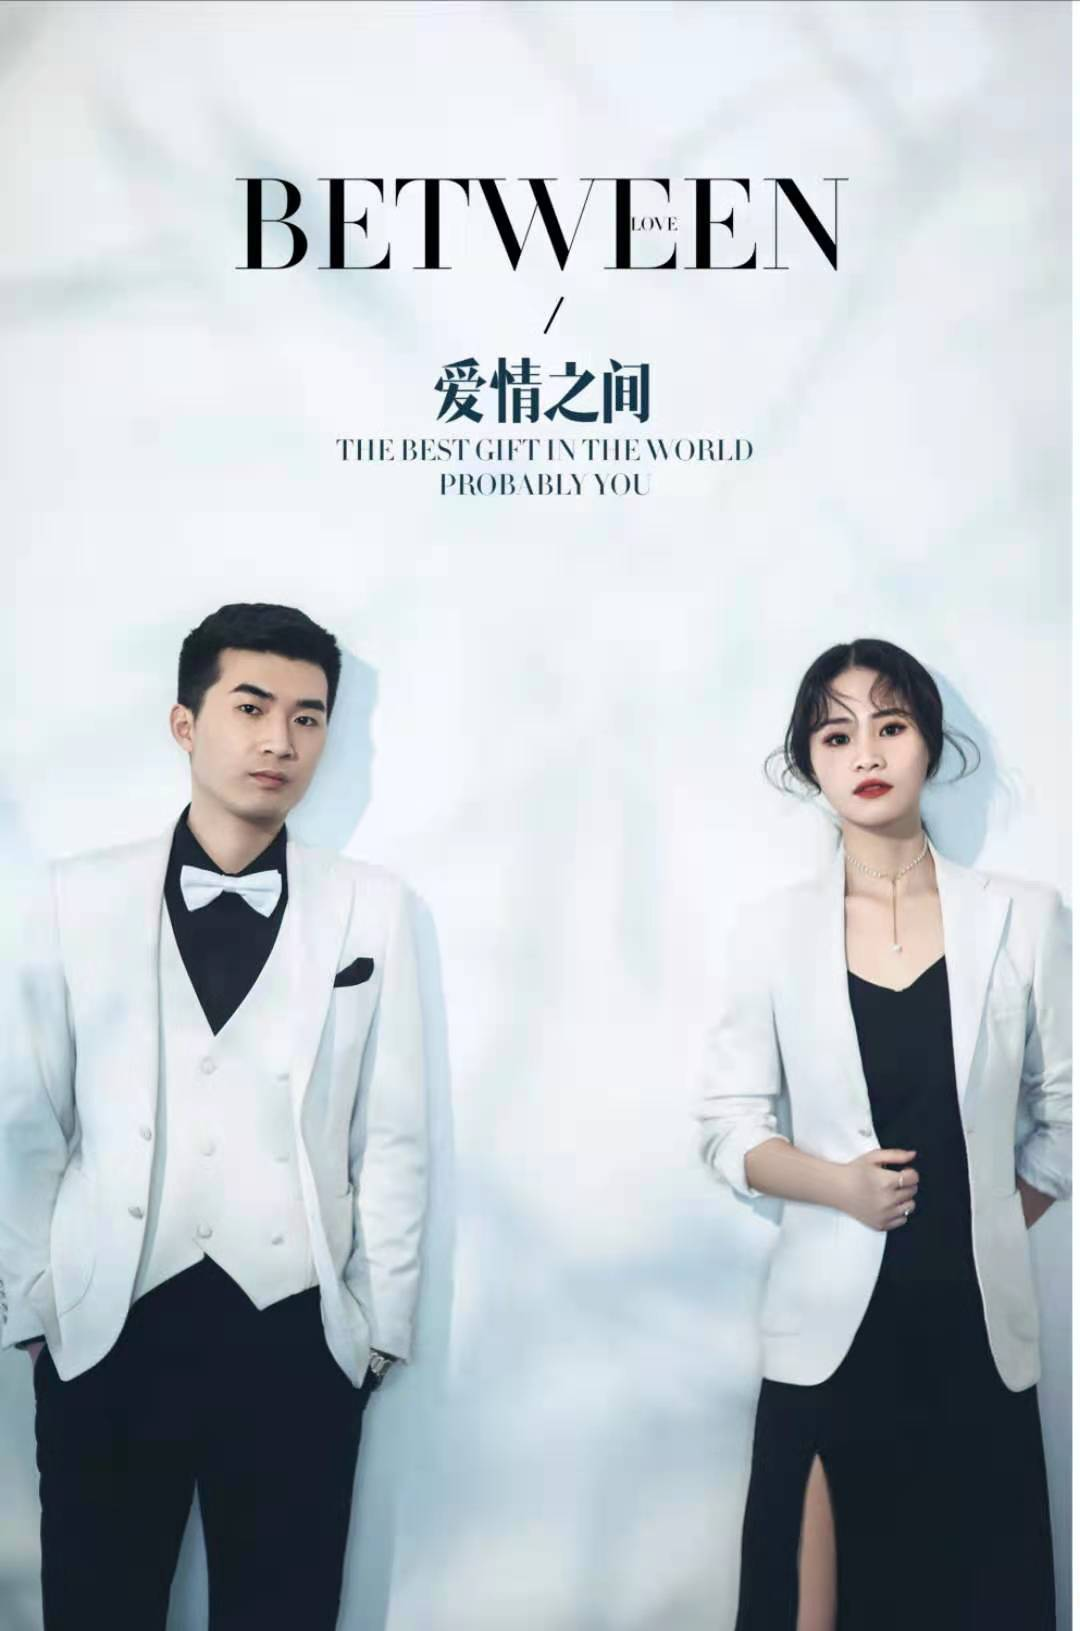 BETWEEN
LOVE
/
爱情之间
THE BEST GIFT IN THE WORLD
PROBABLY YOU